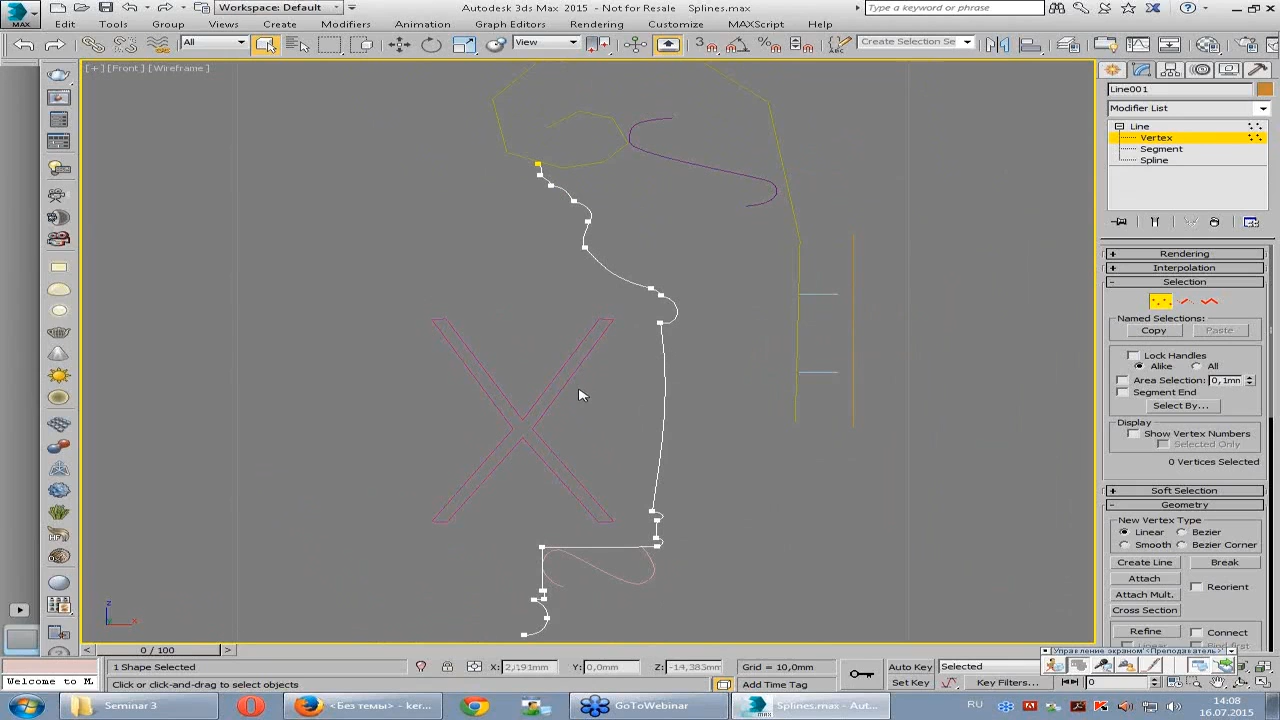 MAX
Workspace: Default
Autodesk 3ds Max 2015 - Not for Resale Splines.max
Type a keyword or phrase
Edit Tools Group Views Create Modifiers Animation Graph Editors Rendering Customize MAXScript Help
All
View
Create Selection Se
[+] [Front] [Wireframe]
Line001
Modifier List
Line
Vertex
Segment
Spline
Rendering
Interpolation
Selection
Named Selections:
Copy Paste
Lock Handles
Alike All
Area Selection: 0,1mm
Segment End
Select By...
Display
Show Vertex Numbers
Selected Only
0 Vertices Selected
Soft Selection
Geometry
New Vertex Type
Linear Bezier
Smooth Bezier Corner
Create Line Break
Attach Reorient
Attach Mult.
Cross Section
Refine Connect
z
x
0 / 100
1 Shape Selected X: 2,191mm Y: 0,0mm Z: -14,383mm Grid = 10,0mm Auto Key Selected
Управление экраном <Преподаватель>
Welcome to M. Click or click-and-drag to select objects Add Time Tag Set Key Key Filters... 0
Seminar 3
<Без темы> - ker...
GoToWebinar
Splines.max - Aut...
RU
14:08
16.07.2015